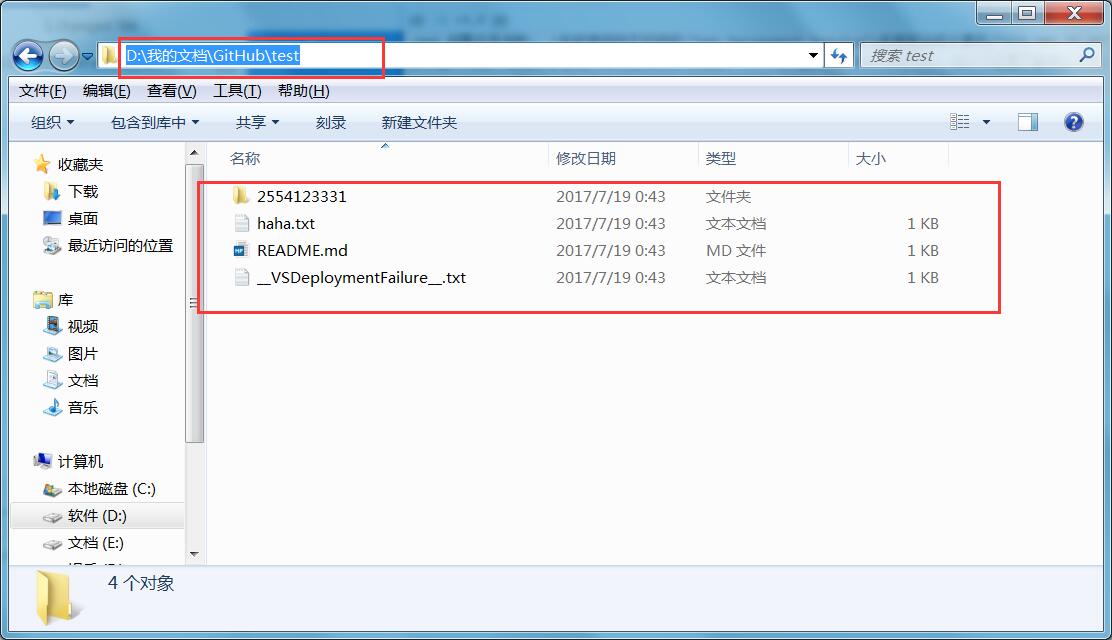 D:\我的文档\GitHub\test
搜索 test
文件(F) 编辑(E) 查看(V) 工具(T) 帮助(H)
组织 包含到库中 共享 刻录 新建文件夹
名称 修改日期 类型 大小
收藏夹
下载
桌面
最近访问的位置
库
视频
图片
文档
音乐
计算机
本地磁盘 (C:)
软件 (D:)
文档 (E:)
2554123331 2017/7/19 0:43 文件夹
haha.txt 2017/7/19 0:43 文本文档 1 KB
README.md 2017/7/19 0:43 MD 文件 1 KB
__VSDeploymentFailure__.txt 2017/7/19 0:43 文本文档 1 KB
4 个对象